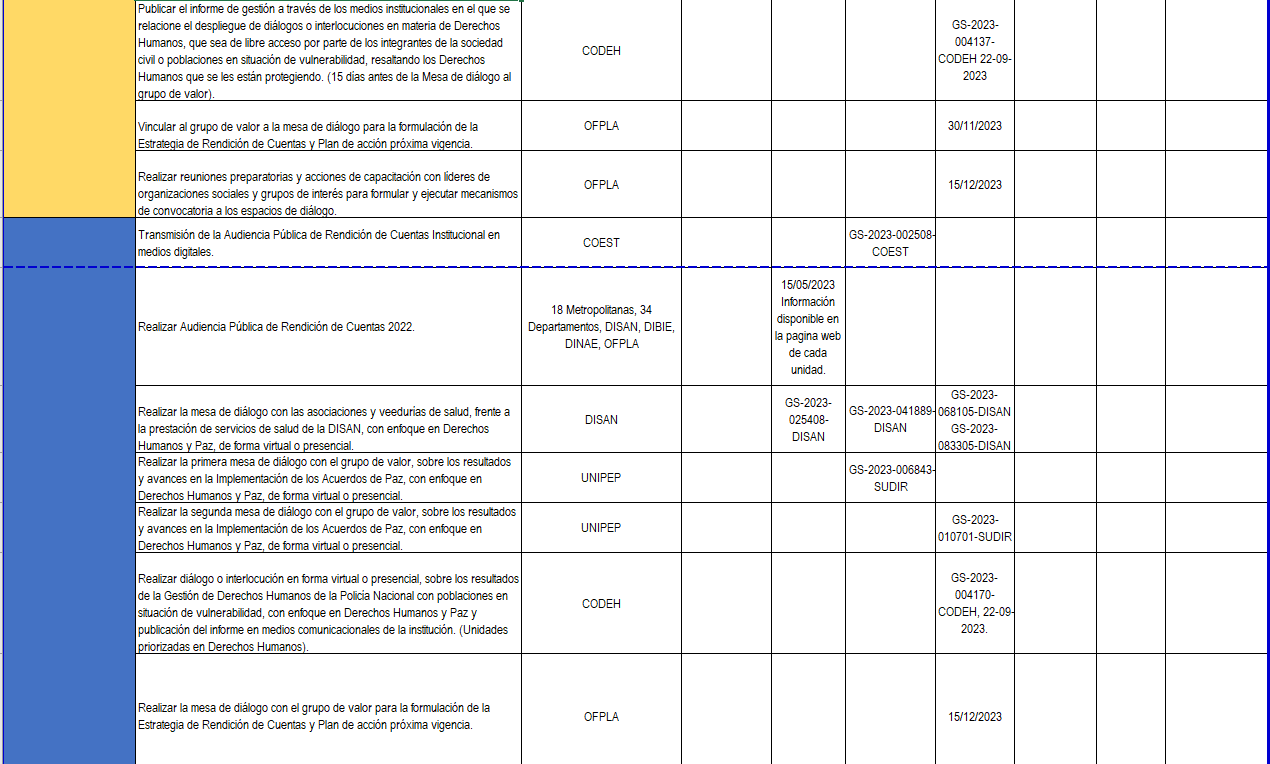 Publicar el informe de gestión a través de los medios institucionales en el que se
relacione el despliegue de diálogos o interlocuciones en materia de Derechos
Humanos, que sea de libre acceso por parte de los integrantes de la sociedad
civil o poblaciones en situación de vulnerabilidad, resaltando los Derechos
Humanos que se les están protegiendo. (15 días antes de la Mesa de diálogo al
grupo de valor).
CODEH
GS-2023-
004137-
CODEH 22-09-
2023
Vincular al grupo de valor a la mesa de diálogo para la formulación de la
Estrategia de Rendición de Cuentas y Plan de acción próxima vigencia.
OFPLA
30/11/2023
Realizar reuniones preparatorias y acciones de capacitación con líderes de
organizaciones sociales y grupos de interés para formular y ejecutar mecanismos
de convocatoria a los espacios de diálogo.
OFPLA
15/12/2023
Transmisión de la Audiencia Pública de Rendición de Cuentas Institucional en
medios digitales.
COEST
GS-2023-002508-
COEST
Realizar Audiencia Pública de Rendición de Cuentas 2022.
18 Metropolitanas, 34
Departamentos, DISAN, DIBIE,
DINAE, OFPLA
15/05/2023
Información
disponible en
la pagina web
de cada
unidad.
Realizar la mesa de diálogo con las asociaciones y veedurías de salud, frente a
la prestación de servicios de salud de la DISAN, con enfoque en Derechos
Humanos y Paz, de forma virtual o presencial.
DISAN
GS-2023-
025408-
DISAN
GS-2023-041889-
DISAN
GS-2023-
068105-DISAN
GS-2023-
083305-DISAN
Realizar la primera mesa de diálogo con el grupo de valor, sobre los resultados
y avances en la Implementación de los Acuerdos de Paz, con enfoque en
Derechos Humanos y Paz, de forma virtual o presencial.
UNIPEP
GS-2023-006843-
SUDIR
Realizar la segunda mesa de diálogo con el grupo de valor, sobre los resultados
y avances en la Implementación de los Acuerdos de Paz, con enfoque en
Derechos Humanos y Paz, de forma virtual o presencial.
UNIPEP
GS-2023-
010701-SUDIR
Realizar diálogo o interlocución en forma virtual o presencial, sobre los resultados
de la Gestión de Derechos Humanos de la Policía Nacional con poblaciones en
situación de vulnerabilidad, con enfoque en Derechos Humanos y Paz y
publicación del informe en medios comunicacionales de la institución. (Unidades
priorizadas en Derechos Humanos).
CODEH
GS-2023-
004170-
CODEH, 22-09-
2023.
Realizar la mesa de diálogo con el grupo de valor para la formulación de la
Estrategia de Rendición de Cuentas y Plan de acción próxima vigencia.
OFPLA
15/12/2023